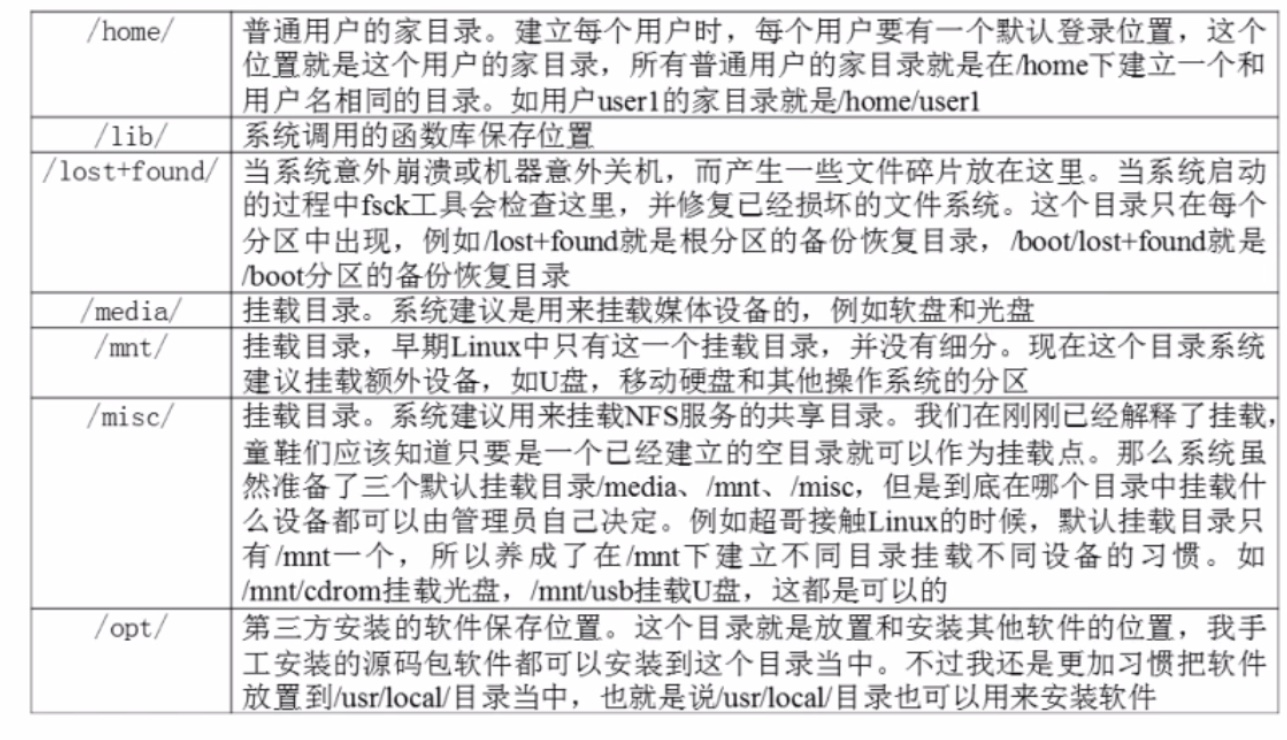 /home/ 普通用户的家目录。建立每个用户时，每个用户要有一个默认登录位置，这个
位置就是这个用户的家目录，所有普通用户的家目录就是在/home下建立一个和
用户名相同的目录。如用户user1的家目录就是/home/user1
/lib/ 系统调用的函数库保存位置
/lost+found/ 当系统意外崩溃或机器意外关机，而产生一些文件碎片放在这里。当系统启动
的过程中fsck工具会检查这里，并修复已经损坏的文件系统。这个目录只在每个
分区中出现，例如/lost+found就是根分区的备份恢复目录，/boot/lost+found就是
/boot分区的备份恢复目录
/media/ 挂载目录。系统建议是用来挂载媒体设备的，例如软盘和光盘
/mnt/ 挂载目录，早期Linux中只有这一个挂载目录，并没有细分。现在这个目录系统
建议挂载额外设备，如U盘，移动硬盘和其他操作系统的分区
/misc/ 挂载目录。系统建议用来挂载NFS服务的共享目录。我们在刚刚已经解释了挂载，
童鞋们应该知道只要是一个已经建立的空目录就可以作为挂载点。那么系统虽
然准备了三个默认挂载目录/media、/mnt、/misc，但是到底在哪个目录中挂载什
么设备都可以由管理员自己决定。例如超哥接触Linux的时候，默认挂载目录只
有/mnt一个，所以养成了在/mnt下建立不同目录挂载不同设备的习惯。如
/mnt/cdrom挂载光盘，/mnt/usb挂载U盘，这都是可以的
/opt/ 第三方安装的软件保存位置。这个目录就是放置和安装其他软件的位置，我手
工安装的源码包软件都可以安装到这个目录当中。不过我还是更加习惯把软件
放置到/usr/local/目录当中，也就是说/usr/local/目录也可以用来安装软件